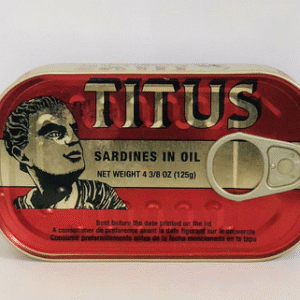 TITUS
SARDINES IN OIL
NET WEIGHT 4 3/8 OZ (125g)
Best before the date printed on the lid
A consommer de préférence avant la date figurant sur le couvercle
Consumir preferentemente antes de la fecha mencionada en la tapa